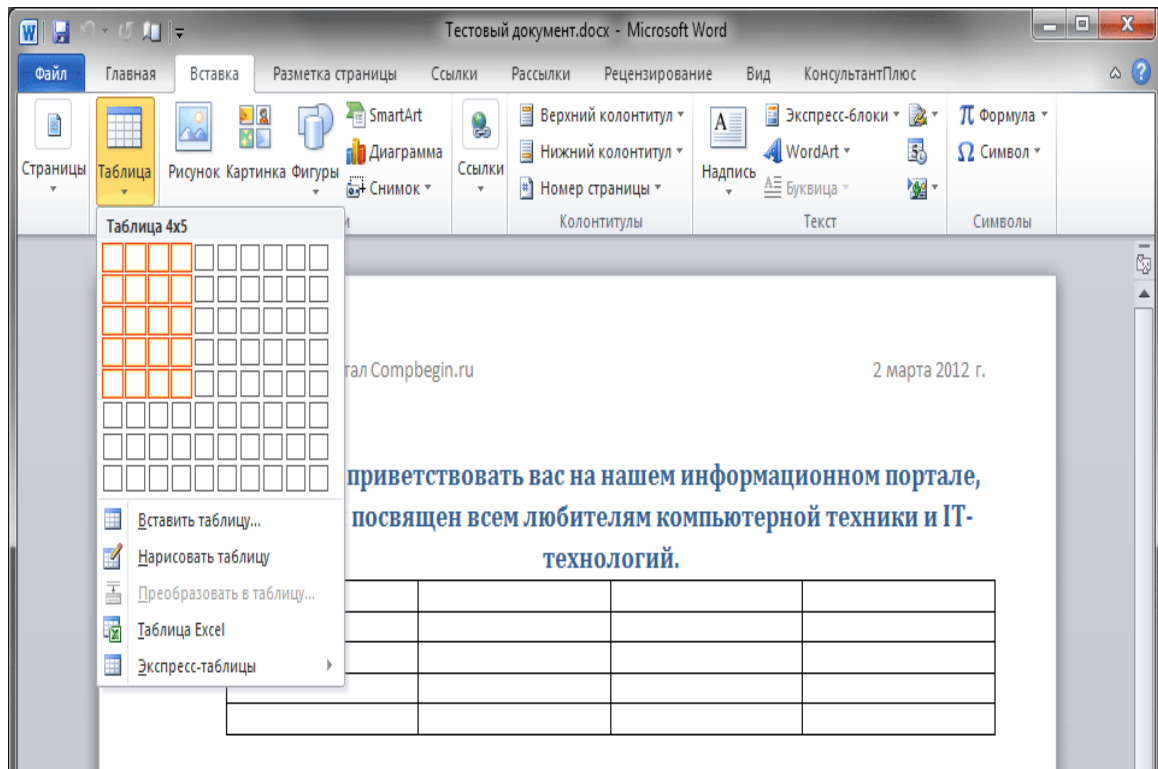 Тестовый документ.docx - Microsoft Word
Файл Главная Вставка Разметка страницы Ссылки Рассылки Рецензирование Вид КонсультантПлюс
Страницы
Таблица
Рисунок Картинка Фигуры
SmartArt
Диаграмма
Снимок
Ссылки
Верхний колонтитул
Нижний колонтитул
Номер страницы
Колонтитулы
Надпись
Экспресс-блоки
WordArt
Буквица
Текст
Формула
Символ
Символы
Таблица 4x5
Вставить таблицу...
Нарисовать таблицу
Преобразовать в таблицу...
Таблица Excel
Экспресс-таблицы
Compbegin.ru 2 марта 2012 г.
приветствовать вас на нашем информационном портале,
посвящен всем любителям компьютерной техники и IT-
технологий.